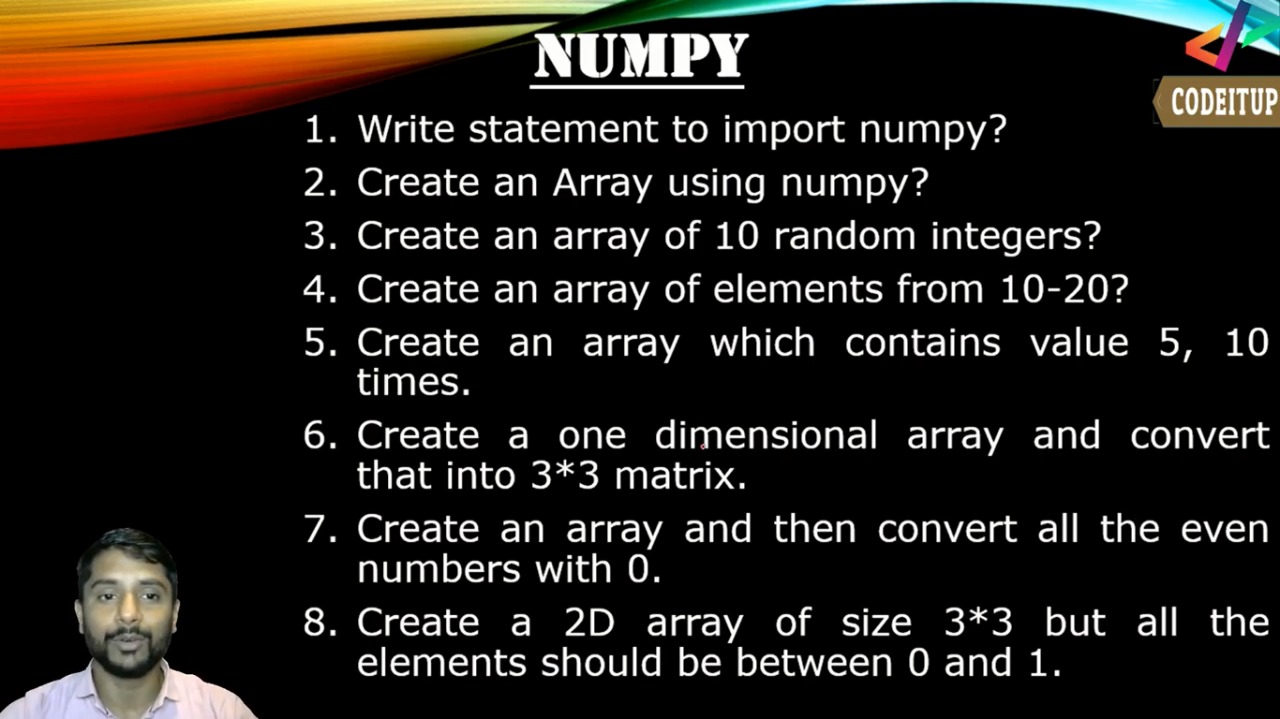 NUMPY
CODEITUP
1. Write statement to import numpy?
2. Create an Array using numpy?
3. Create an array of 10 random integers?
4. Create an array of elements from 10-20?
5. Create an array which contains value 5, 10
times.
6. Create a one dimensional array and convert
that into 3*3 matrix.
7. Create an array and then convert all the even
numbers with 0.
8. Create a 2D array of size 3*3 but all the
elements should be between 0 and 1.